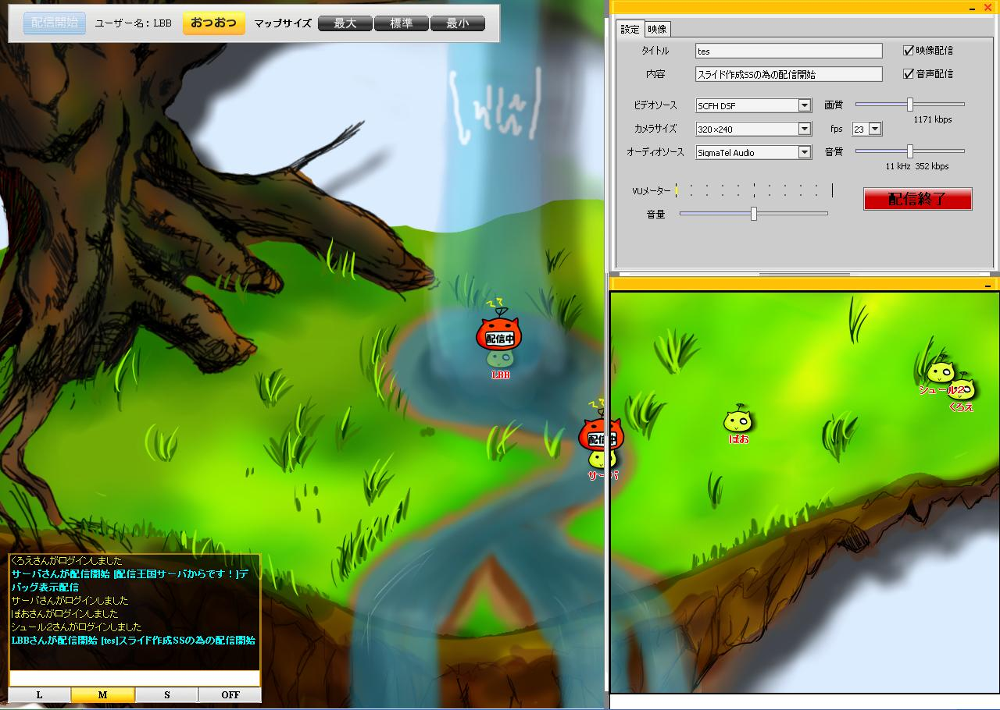 配信開始 ユーザー名：LBB おっおっ マップサイズ 最大 標準 最小
設定 映像
タイトル tes 映像配信
内容 スライド作成SSの為の配信開始 音声配信
ビデオソース SCFH DSF 画質
1171 kbps
カメラサイズ 320×240 fps 23
オーディオソース SigmaTel Audio 音質
11 kHz 352 kbps
VUメーター
配信終了
音量
配信中
LBB
配信中
サーバ
シュール2
くろえ
ぽお
くろえさんがログインしました
サーバさんが配信開始 [配信王国サーバからです！]デ
バッグ表示配信
サーバさんがログインしました
ぽおさんがログインしました
シュール2さんがログインしました
LBBさんが配信開始 [tes]スライド作成SSの為の配信開始
L M S OFF